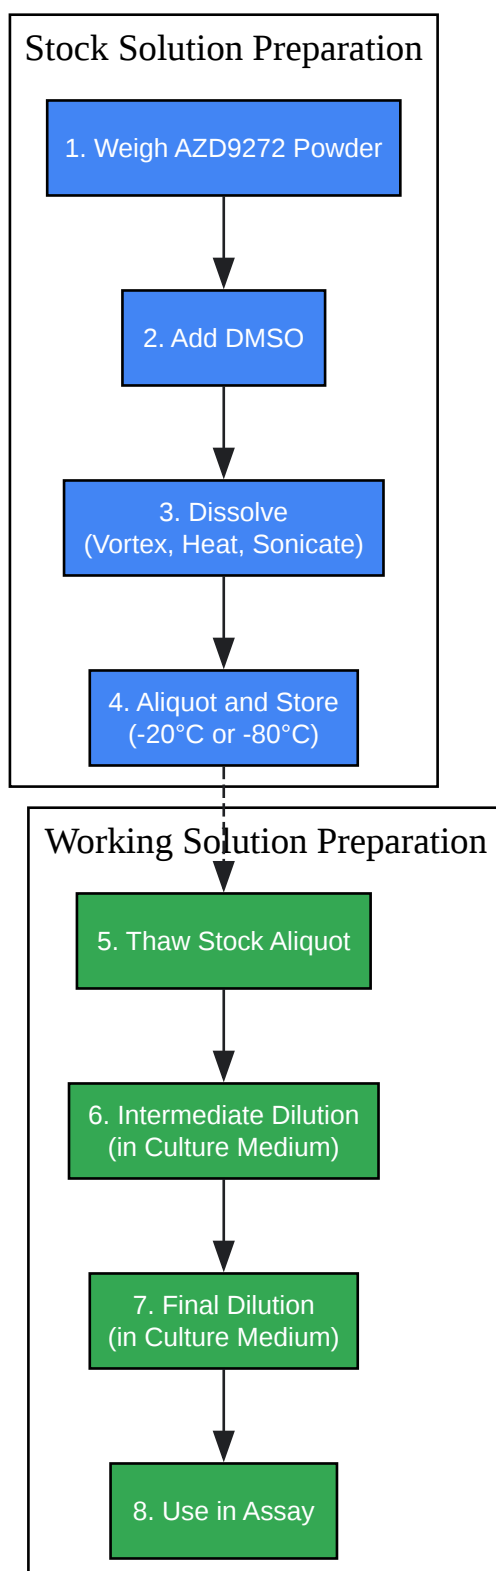 Stock Solution Preparation
1. Weigh AZD9272 Powder
2. Add DMSO
3. Dissolve
(Vortex, Heat, Sonicate)
4. Aliquot and Store
(-20°C or -80°C)
Working Solution Preparation
5. Thaw Stock Aliquot
6. Intermediate Dilution
(in Culture Medium)
7. Final Dilution
(in Culture Medium)
8. Use in Assay